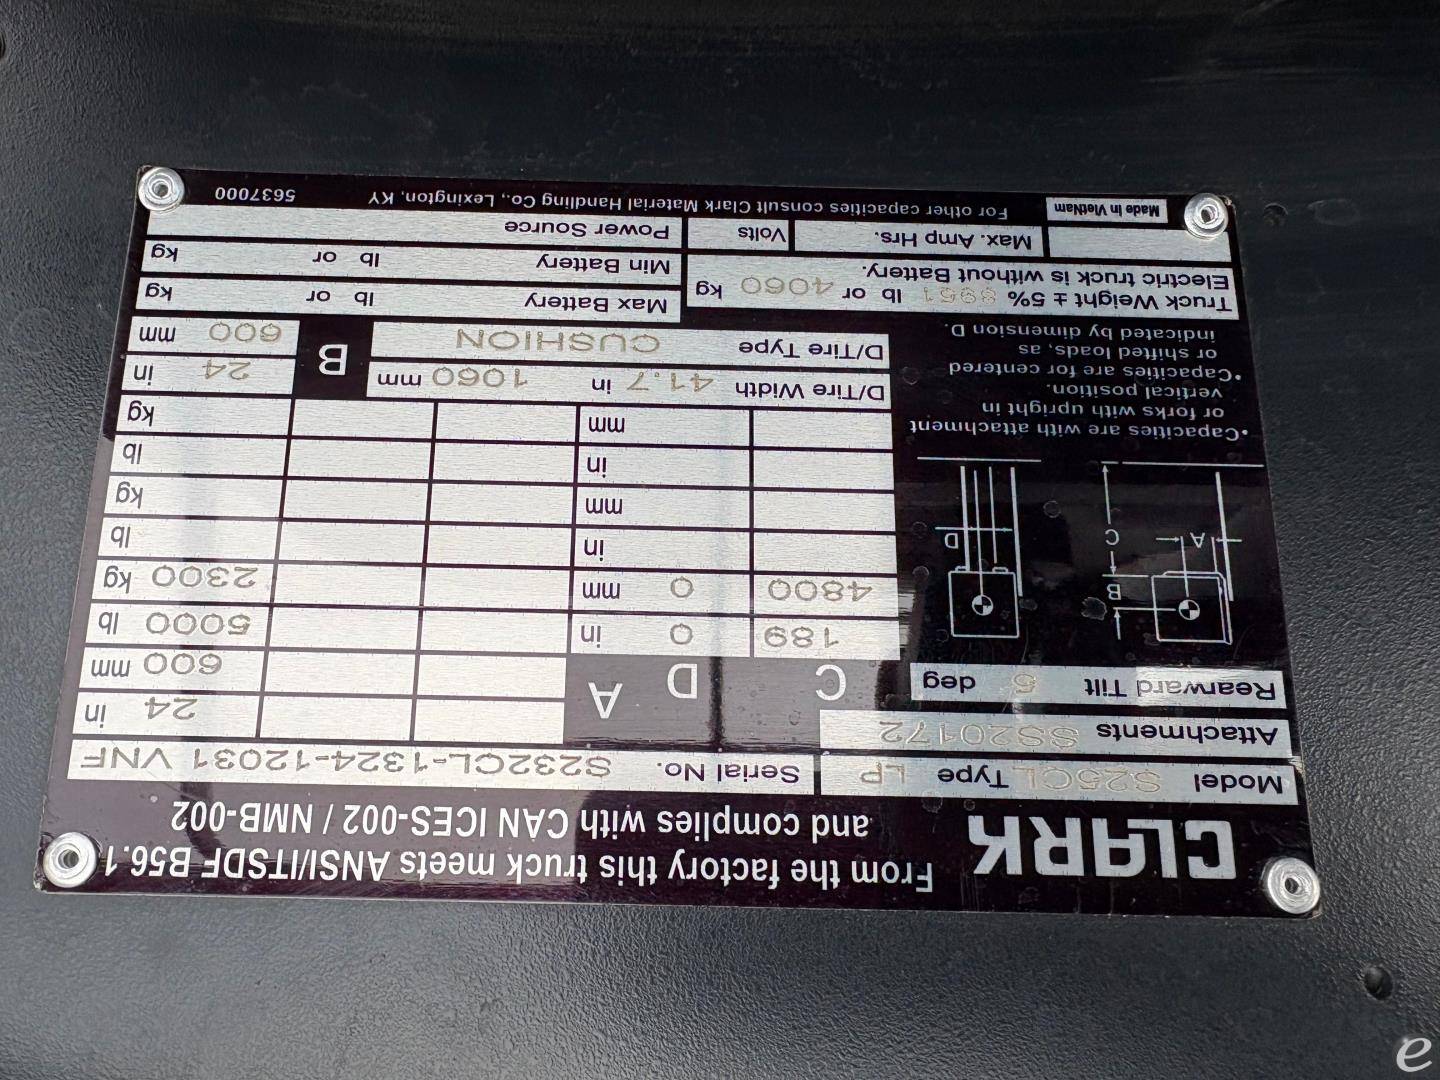 CLARK
From the factory this truck meets ANSI/ITSDF B56.1
and complies with CAN ICES-002 / NMB-002
Model S25CL Type LP Serial No. S232CL-1324-12031 VNF
Attachments SS20172
Rearward Tilt 5 deg
C D A 24 in
600 mm
189 0 in 5000 lb
4800 0 mm 2300 kg
in lb
mm kg
in lb
mm kg
A B C D
•Capacities are with attachment
or forks with upright in
vertical position.
•Capacities are for centered
or shifted loads, as
indicated by dimension D.
D/Tire Width 41.7 in 1060 mm B 24 in
D/Tire Type CUSHION 600 mm
Truck Weight ± 5% 8951 lb or 4060 kg
Electric truck is without Battery.
Max Battery lb or kg
Min Battery lb or kg
Max. Amp Hrs. Volts Power Source
Made In VietNam
For other capacities consult Clark Material Handling Co., Lexington, KY 5637000
e